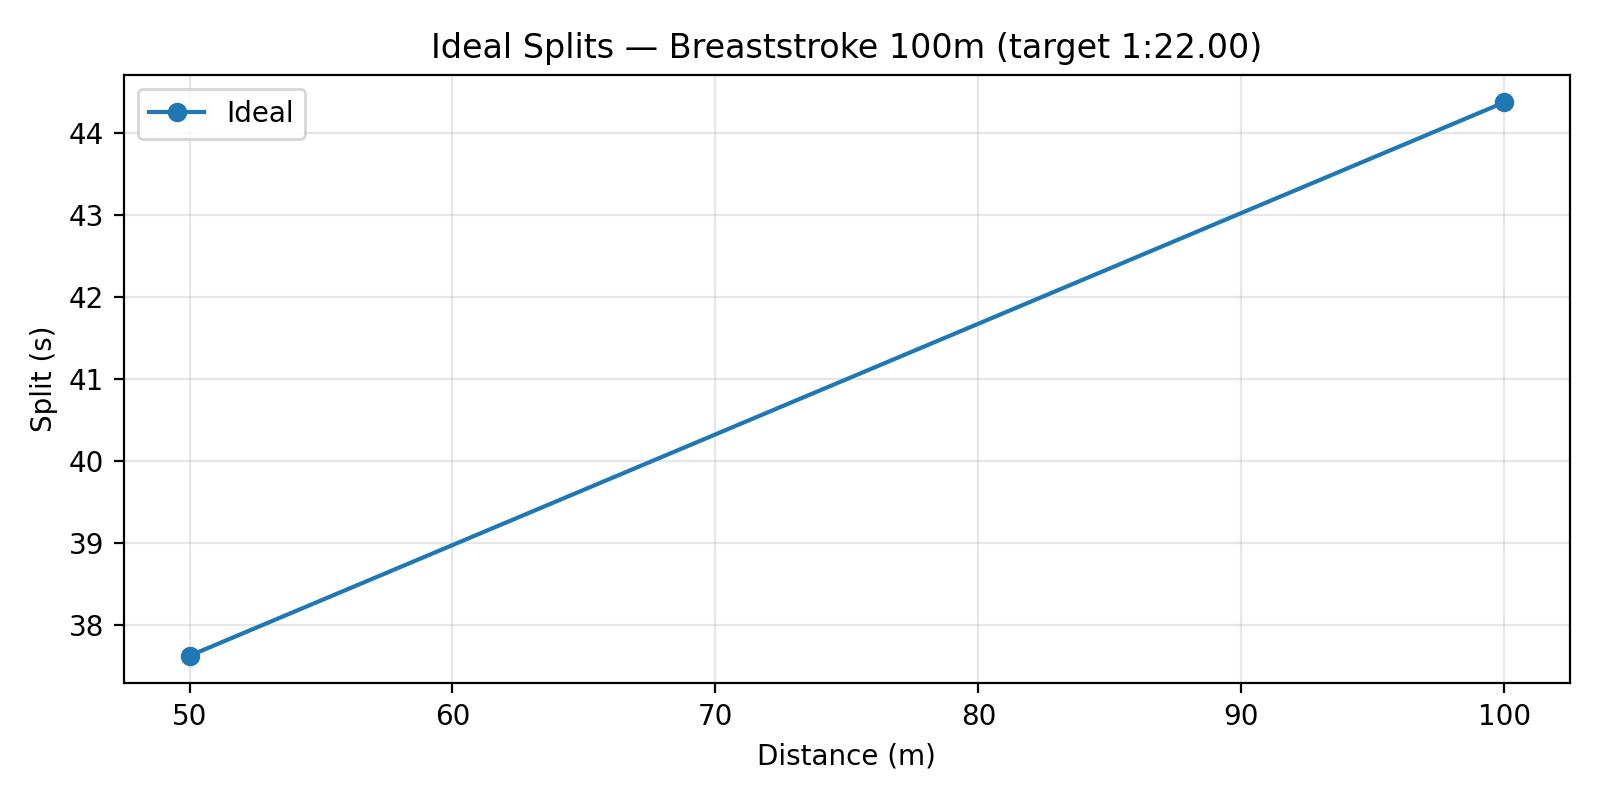 Ideal Splits — Breaststroke 100m (target 1:22.00)
Ideal
44
43
42
41
40
39
38
Split (s)
50 60 70 80 90 100
Distance (m)